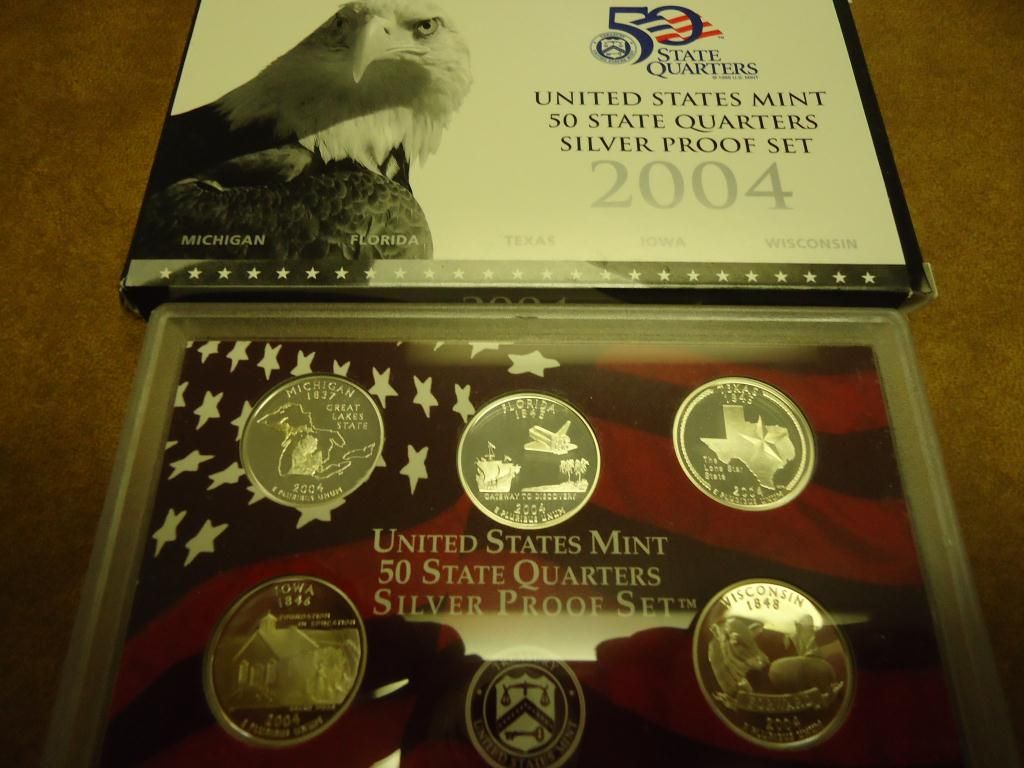 50
STATE
QUARTERS
UNITED STATES MINT
50 STATE QUARTERS
SILVER PROOF SET
2004
MICHIGAN FLORIDA TEXAS IOWA WISCONSIN
2004
MICHIGAN
1837
GREAT
LAKES
STATE
2004
E PLURIBUS UNUM
FLORIDA
1845
GATEWAY TO DISCOVERY
2004
E PLURIBUS UNUM
TEXAS
1845
The
Lone Star
State
2004
E PLURIBUS UNUM
UNITED STATES MINT
50 STATE QUARTERS
SILVER PROOF SET™
IOWA
1846
FOUNDATION
IN EDUCATION
2004
E PLURIBUS UNUM
WISCONSIN
1848
FORWARD
2004
E PLURIBUS UNUM
UNITED STATES MINT